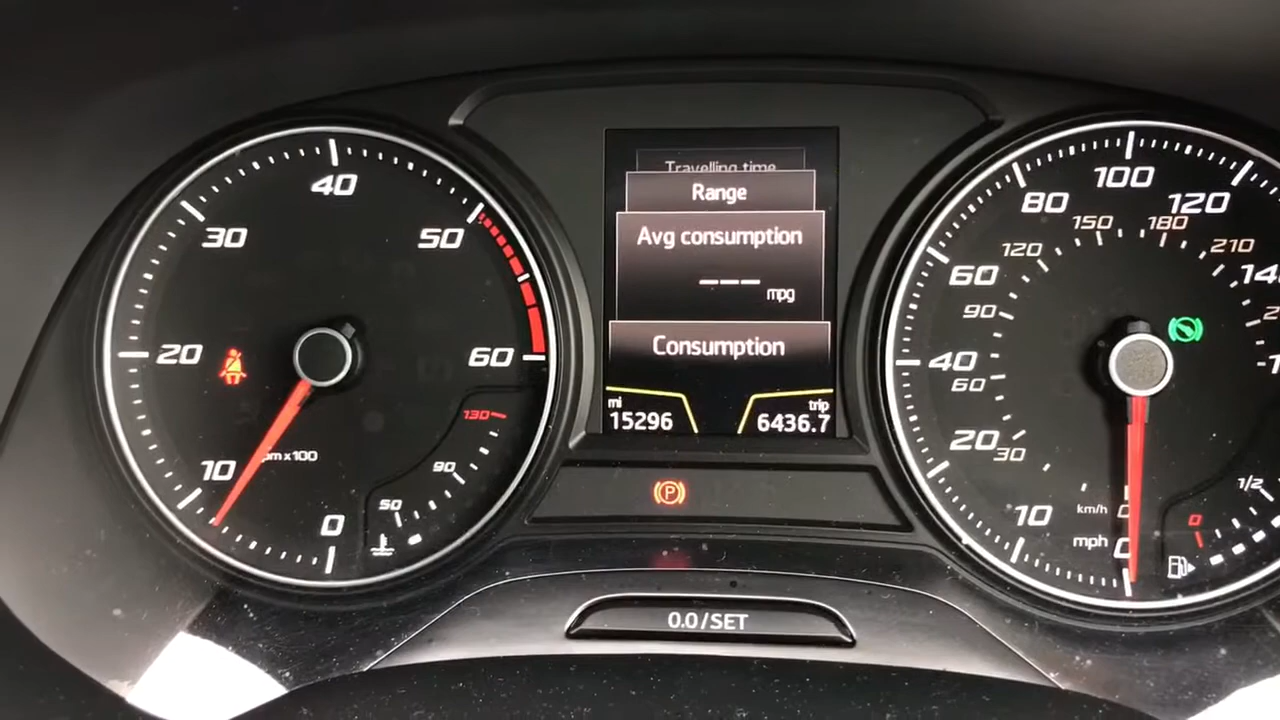 40
30
50
20
60
10
0
pm x 100
130
90
50
Travelling time
Range
Avg consumption
---
mpg
Consumption
mi
15296
trip
6436.7
P
0.0/SET
100
80
120
60
40
20
10
150
180
120
210
90
60
30
km/h
mph
0
1/2